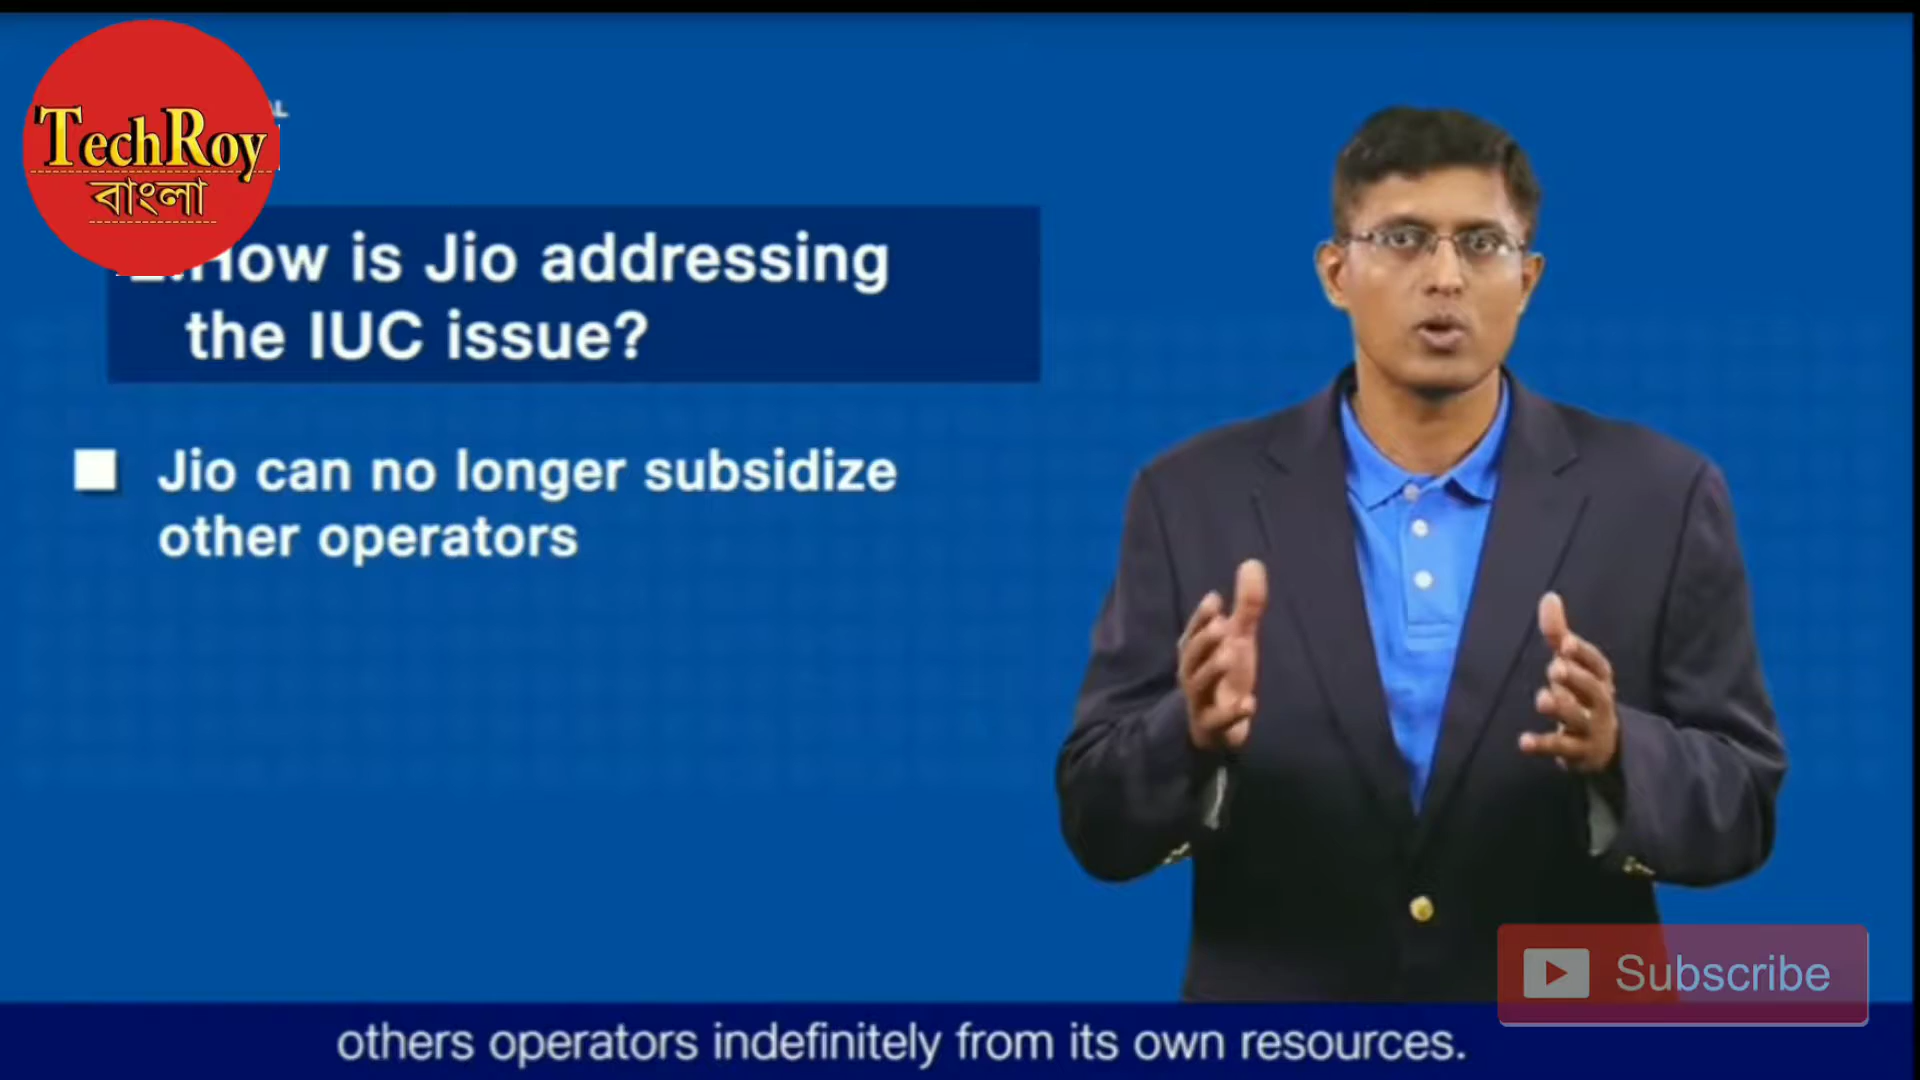 TechRoy
বাংলা
How is Jio addressing
the IUC issue?
Jio can no longer subsidize
other operators
Subscribe
others operators indefinitely from its own resources.